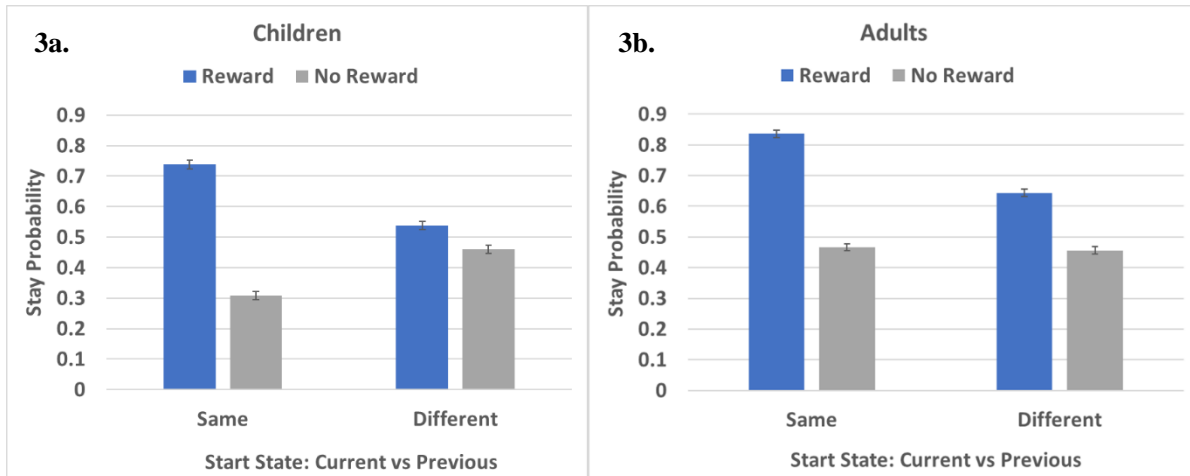 3a.
Children
Reward No Reward
Stay Probability
0.9
0.8
0.7
0.6
0.5
0.4
0.3
0.2
0.1
0
Same Different
Start State: Current vs Previous
3b.
Adults
Reward No Reward
Stay Probability
0.9
0.8
0.7
0.6
0.5
0.4
0.3
0.2
0.1
0
Same Different
Start State: Current vs Previous